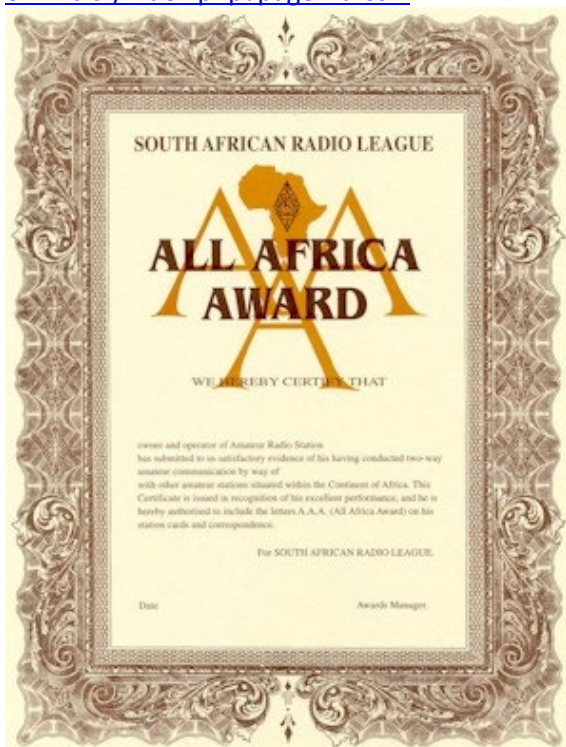 SOUTH AFRICAN RADIO LEAGUE
ALL AFRICA
AWARD
WE HEREBY CERTIFY THAT
owner and operator of Amateur Radio Station
has submitted to us satisfactory evidence of his having conducted two-way
amateur communication by way of
with other amateur stations situated within the Continent of Africa. This
Certificate is issued in recognition of his excellent performance, and he is
hereby authorised to include the letters A.A.A. (All Africa Award) on his
station cards and correspondence.
For SOUTH AFRICAN RADIO LEAGUE.
Date
Awards Manager.